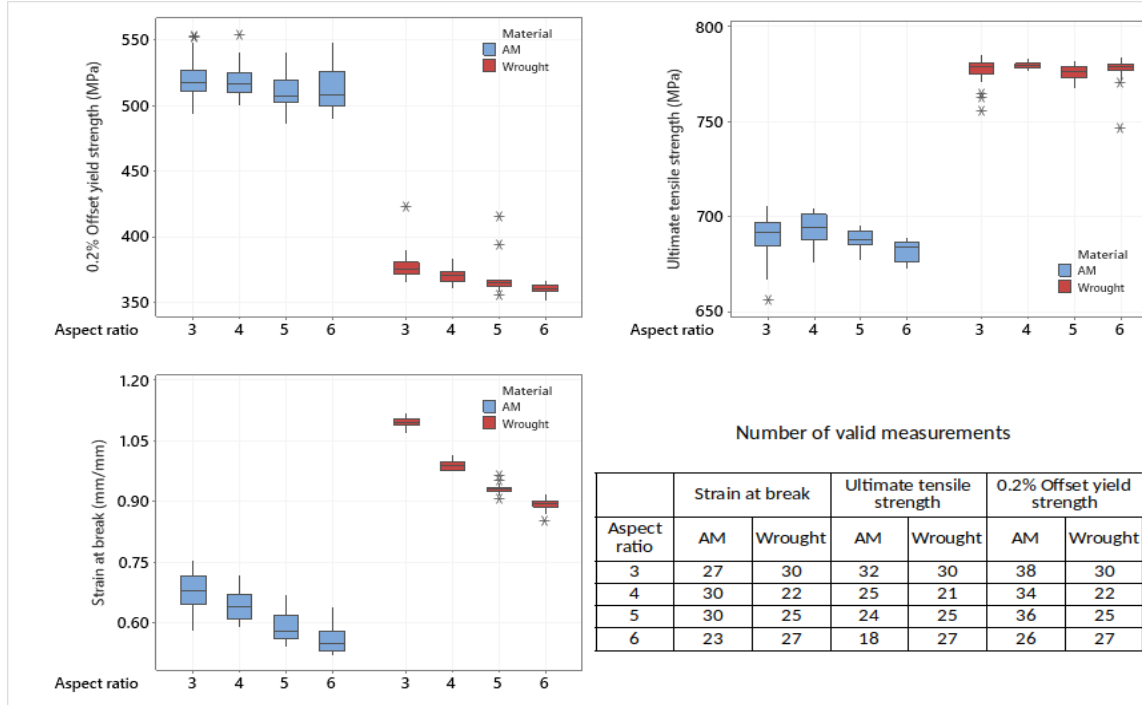 0.2% Offset yield strength (MPa)
550
500
450
400
350
Material
AM
Wrought
Aspect ratio 3 4 5 6 3 4 5 6
Ultimate tensile strength (MPa)
800
750
700
650
Material
AM
Wrought
Aspect ratio 3 4 5 6 3 4 5 6
Strain at break (mm/mm)
1.20
1.05
0.90
0.75
0.60
Material
AM
Wrought
Aspect ratio 3 4 5 6 3 4 5 6
Number of valid measurements
Strain at break Ultimate tensile 0.2% Offset yield
strength strength
Aspect
ratio AM Wrought AM Wrought AM Wrought
3 27 30 32 30 38 30
4 30 22 25 21 34 22
5 30 25 24 25 36 25
6 23 27 18 27 26 27